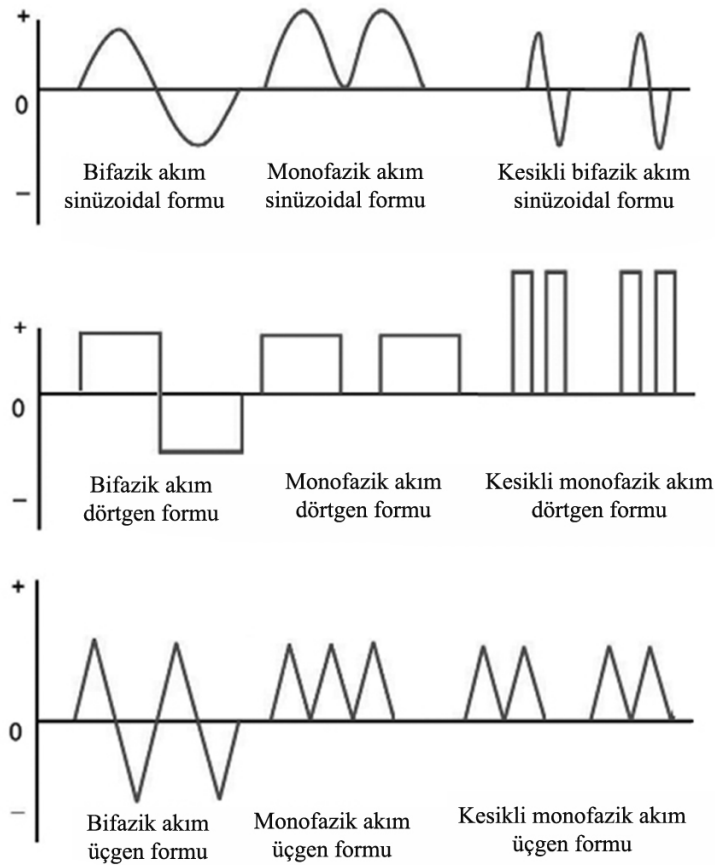 +
0
−
Bifazik akım
sinüzoidal formu
Monofazik akım
sinüzoidal formu
Kesikli bifazik akım
sinüzoidal formu
+
0
−
Bifazik akım
dörtgen formu
Monofazik akım
dörtgen formu
Kesikli monofazik akım
dörtgen formu
+
0
−
Bifazik akım
üçgen formu
Monofazik akım
üçgen formu
Kesikli monofazik akım
üçgen formu